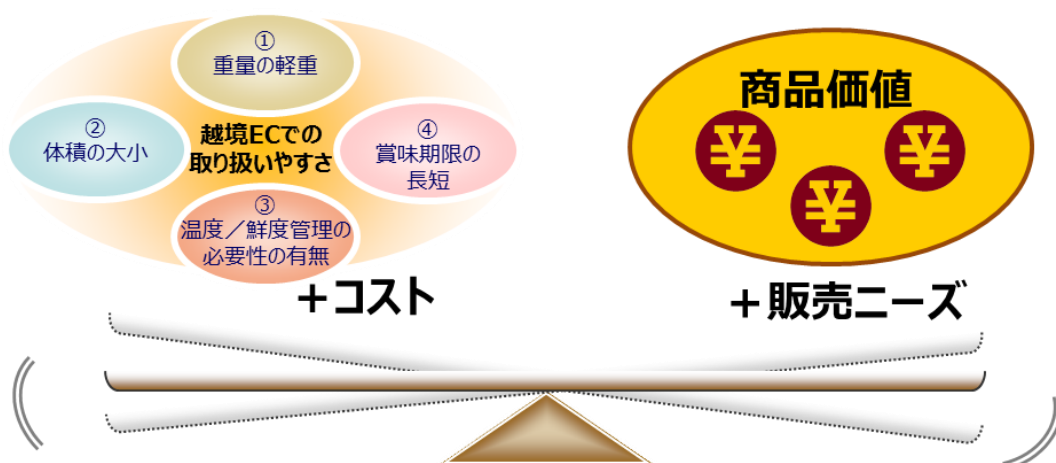 ①
重量の軽重
②
体積の大小
越境ECでの
取り扱いやすさ
④
賞味期限の
長短
③
温度／鮮度管理の
必要性の有無
＋コスト
商品価値
¥
¥
¥
＋販売ニーズ